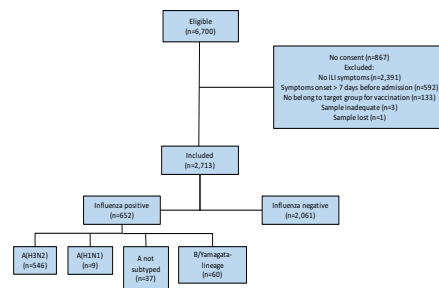 Eligible
(n=6,700)
No consent (n=867)
Excluded:
No ILI symptoms (n=2,391)
Symptoms onset > 7 days before admission (n=592)
No belong to target group for vaccination (n=133)
Sample inadequate (n=3)
Sample lost (n=1)
Included
(n=2,713)
Influenza positive
(n=652)
Influenza negative
(n=2,061)
A(H3N2)
(n=546)
A(H1N1)
(n=9)
A not
subtyped
(n=37)
B/Yamagata-
lineage
(n=60)